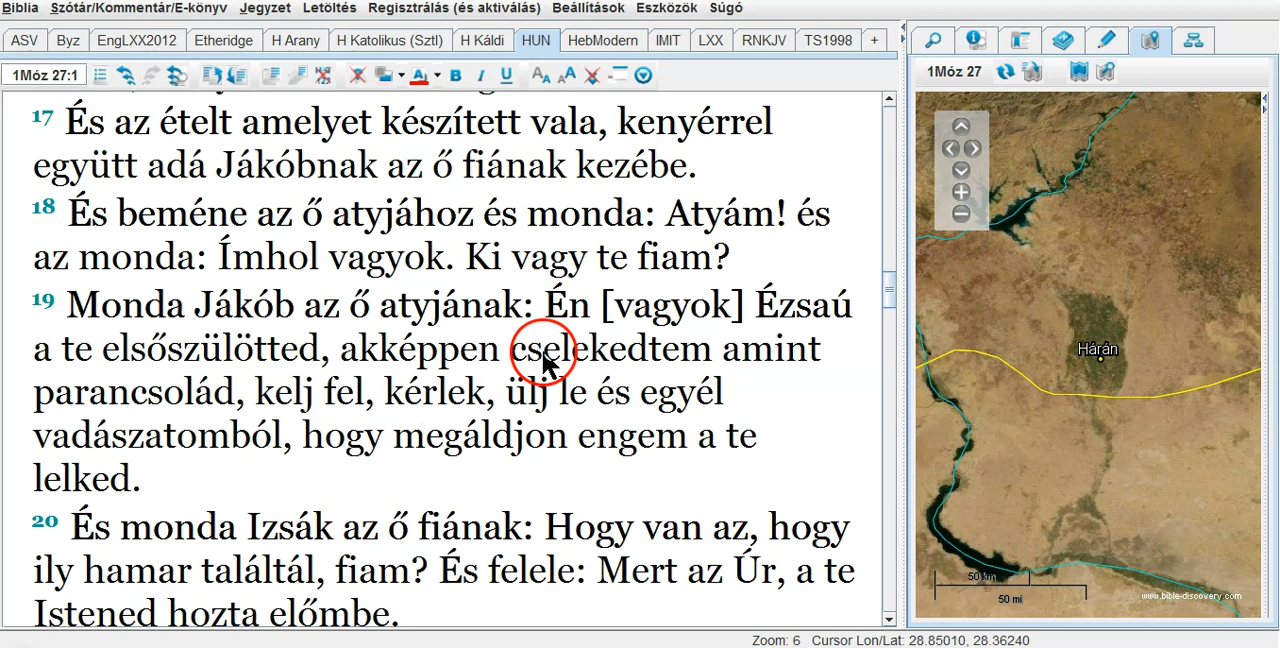 Biblia Szótár/Kommentár/E-könyv Jegyzet Letöltés Regisztrálás (és aktiválás) Beállítások Eszközök Súgó
ASV Byz EngLXX2012 Etheridge H Arany H Katolikus (Sztl) H Káldi HUN HebModern IMIT LXX RNKJV TS1998 +
1Móz 27:1
1Móz 27
17 És az ételt amelyet készített vala, kenyérrel
együtt adá Jákóbnak az ő fiának kezébe.
18 És beméne az ő atyjához és monda: Atyám! és
az monda: Ímhol vagyok. Ki vagy te fiam?
19 Monda Jákób az ő atyjának: Én [vagyok] Ézsaú
a te elsőszülötted, akképpen cselekedtem amint
parancsolád, kelj fel, kérlek, ülj le és egyél
vadászatomból, hogy megáldjon engem a te
lelked.
20 És monda Izsák az ő fiának: Hogy van az, hogy
ily hamar találtál, fiam? És felele: Mert az Úr, a te
Istened hozta előmbe.
Hárán
50 km
50 mi
www.bible-discovery.com
Zoom: 6 Cursor Lon/Lat: 28.85010, 28.36240